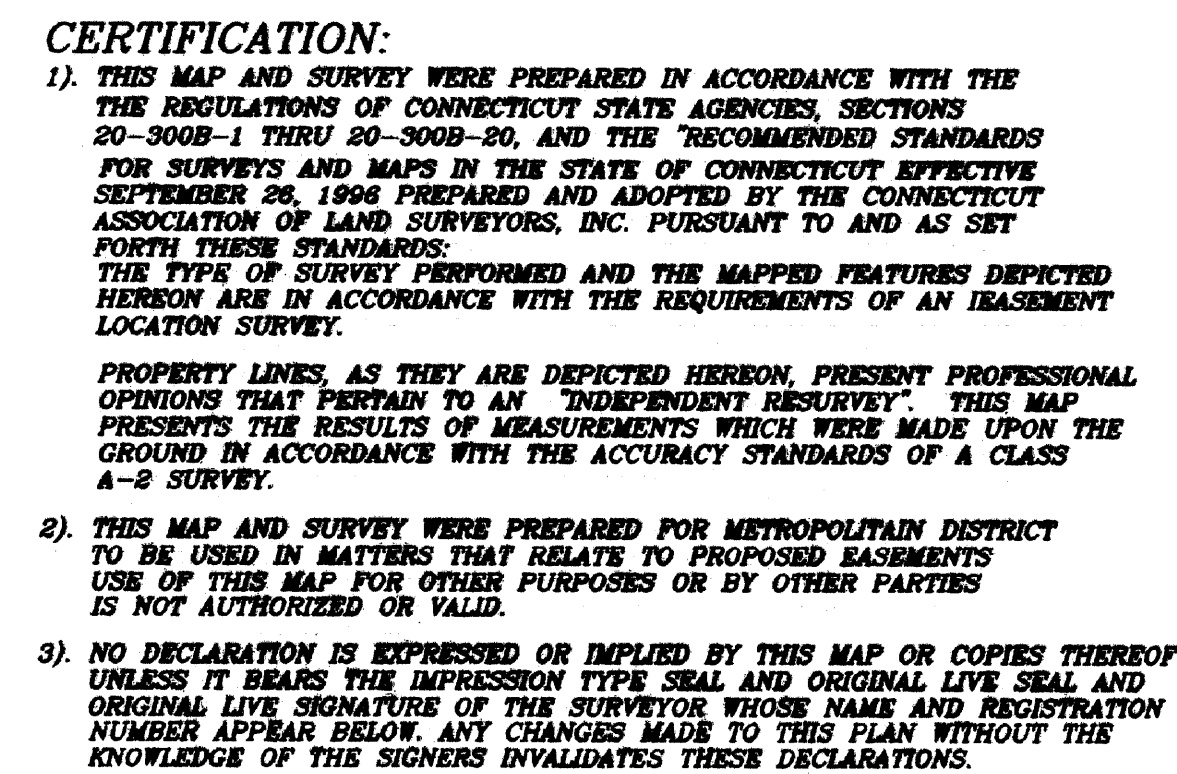 CERTIFICATION:
1). THIS MAP AND SURVEY WERE PREPARED IN ACCORDANCE WITH THE
THE REGULATIONS OF CONNECTICUT STATE AGENCIES, SECTIONS
20-300B-1 THRU 20-300B-20, AND THE "RECOMMENDED STANDARDS
FOR SURVEYS AND MAPS IN THE STATE OF CONNECTICUT EFFECTIVE
SEPTEMBER 26, 1996 PREPARED AND ADOPTED BY THE CONNECTICUT
ASSOCIATION OF LAND SURVEYORS, INC. PURSUANT TO AND AS SET
FORTH THESE STANDARDS:
THE TYPE OF SURVEY PERFORMED AND THE MAPPED FEATURES DEPICTED
HEREON ARE IN ACCORDANCE WITH THE REQUIREMENTS OF AN IEASEMENT
LOCATION SURVEY.
PROPERTY LINES, AS THEY ARE DEPICTED HEREON, PRESENT PROFESSIONAL
OPINIONS THAT PERTAIN TO AN "INDEPENDENT RESURVEY". THIS MAP
PRESENTS THE RESULTS OF MEASUREMENTS WHICH WERE MADE UPON THE
GROUND IN ACCORDANCE WITH THE ACCURACY STANDARDS OF A CLASS
A-2 SURVEY.
2). THIS MAP AND SURVEY WERE PREPARED FOR METROPOLITAIN DISTRICT
TO BE USED IN MATTERS THAT RELATE TO PROPOSED EASEMENTS
USE OF THIS MAP FOR OTHER PURPOSES OR BY OTHER PARTIES
IS NOT AUTHORIZED OR VALID.
3). NO DECLARATION IS EXPRESSED OR IMPLIED BY THIS MAP OR COPIES THEREOF
UNLESS IT BEARS THE IMPRESSION TYPE SEAL AND ORIGINAL LIVE SEAL AND
ORIGINAL LIVE SIGNATURE OF THE SURVEYOR WHOSE NAME AND REGISTRATION
NUMBER APPEAR BELOW. ANY CHANGES MADE TO THIS PLAN WITHOUT THE
KNOWLEDGE OF THE SIGNERS INVALIDATES THESE DECLARATIONS.